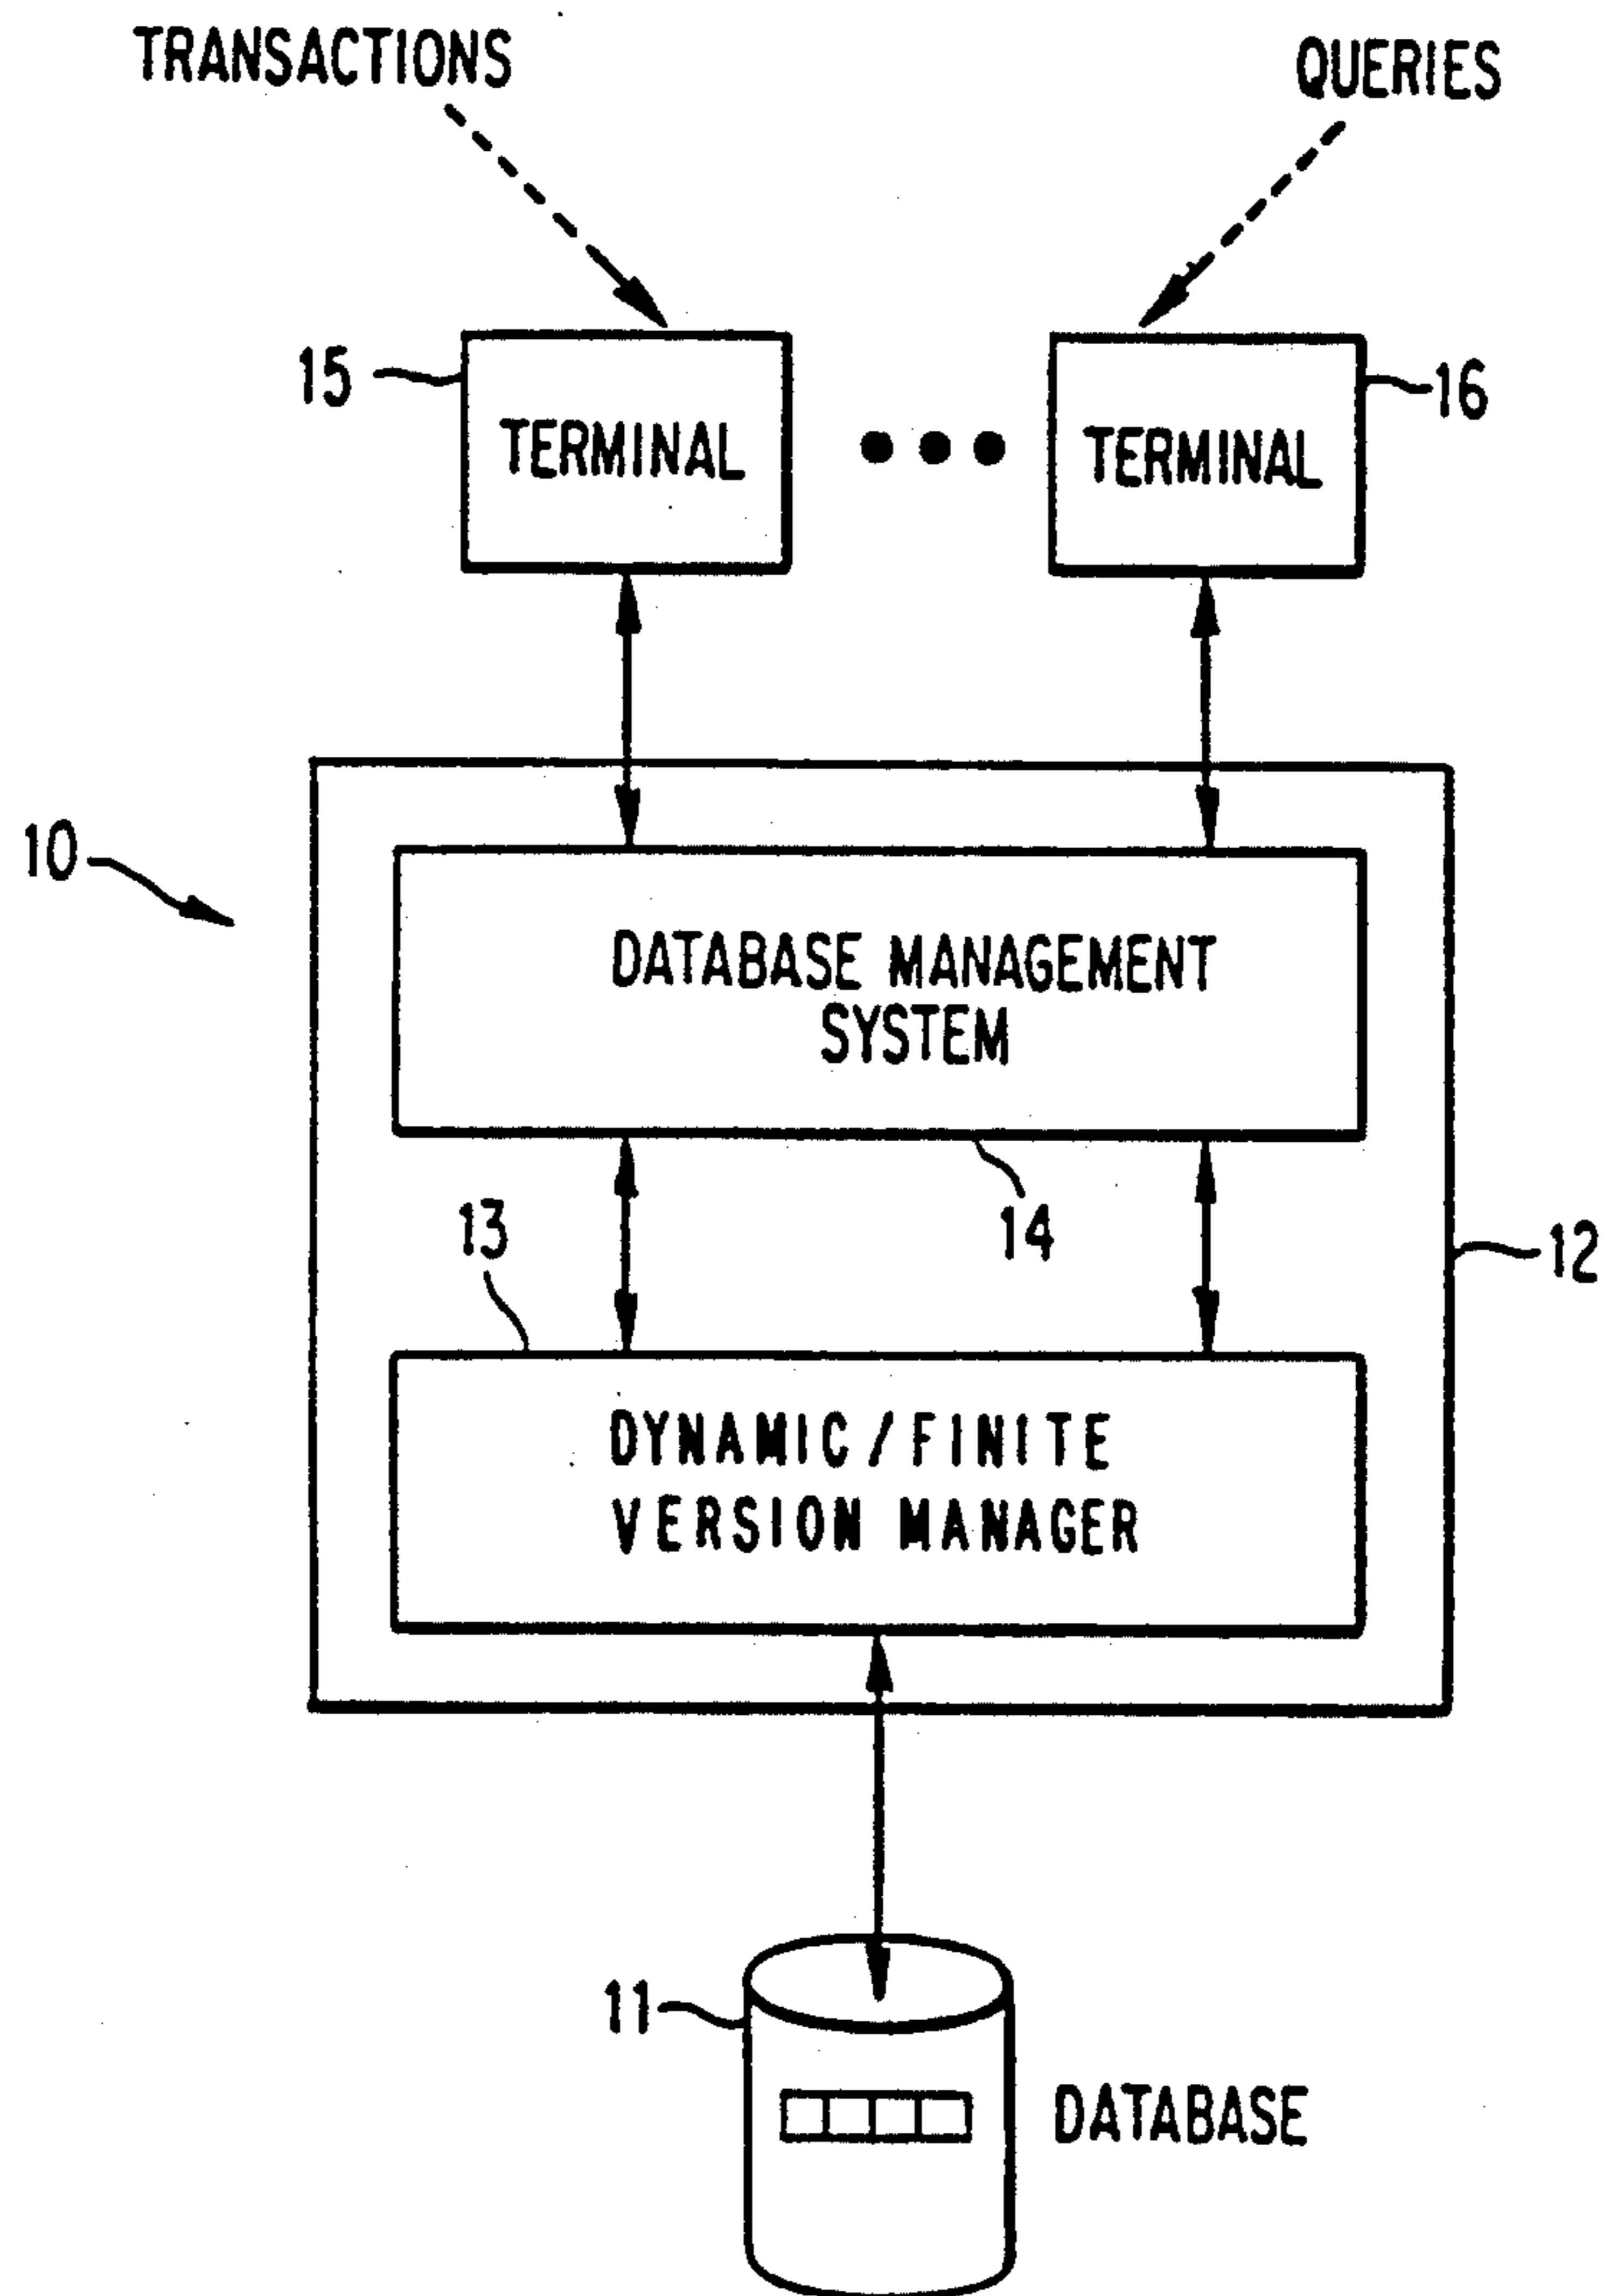 TRANSACTIONS
QUERIES
15
TERMINAL
TERMINAL
16
10
DATABASE MANAGEMENT
SYSTEM
13
14
12
DYNAMIC/FINITE
VERSION MANAGER
11
DATABASE